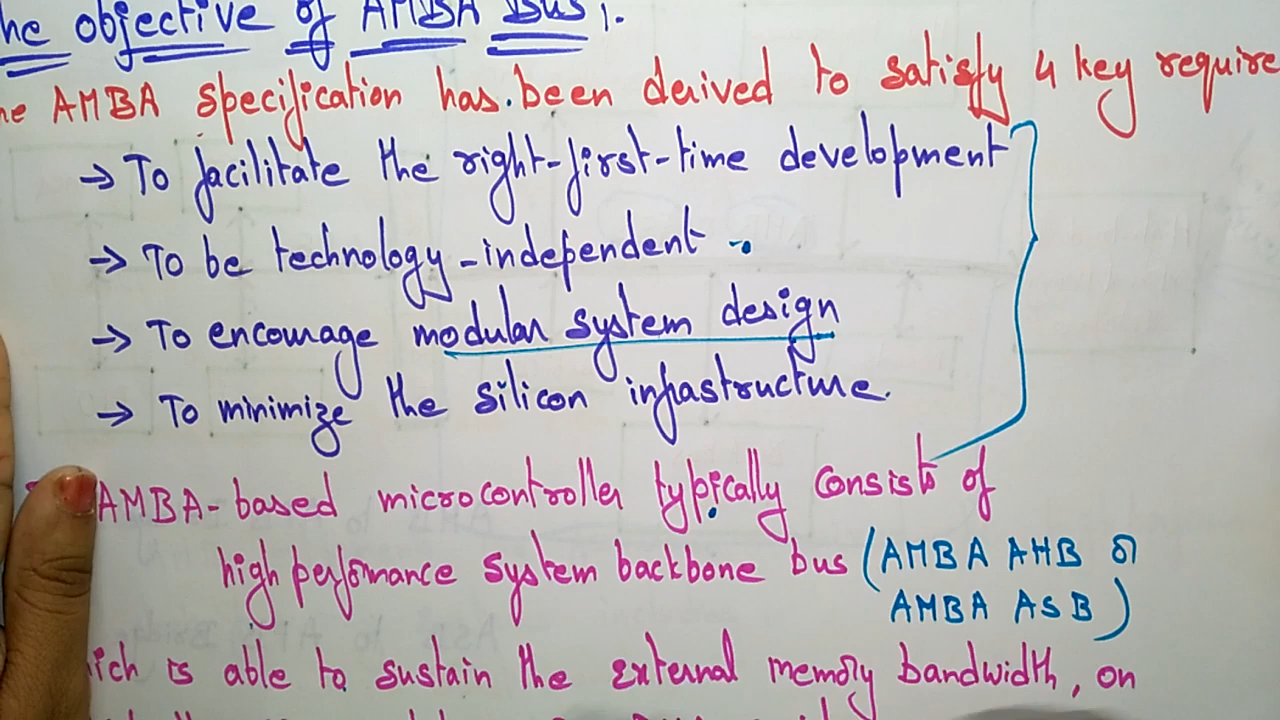 he objective of AMBA Bus:-
he AMBA specification has been derived to satisfy 4 key require
→ To facilitate the right-first-time development
→ To be technology-independent
→ To encourage modular system design
→ To minimize the silicon infrastructure.
AMBA-based microcontroller typically consists of
high performance system backbone bus (AMBA AHB or
AMBA ASB)
hich is able to sustain the external memory bandwidth, on